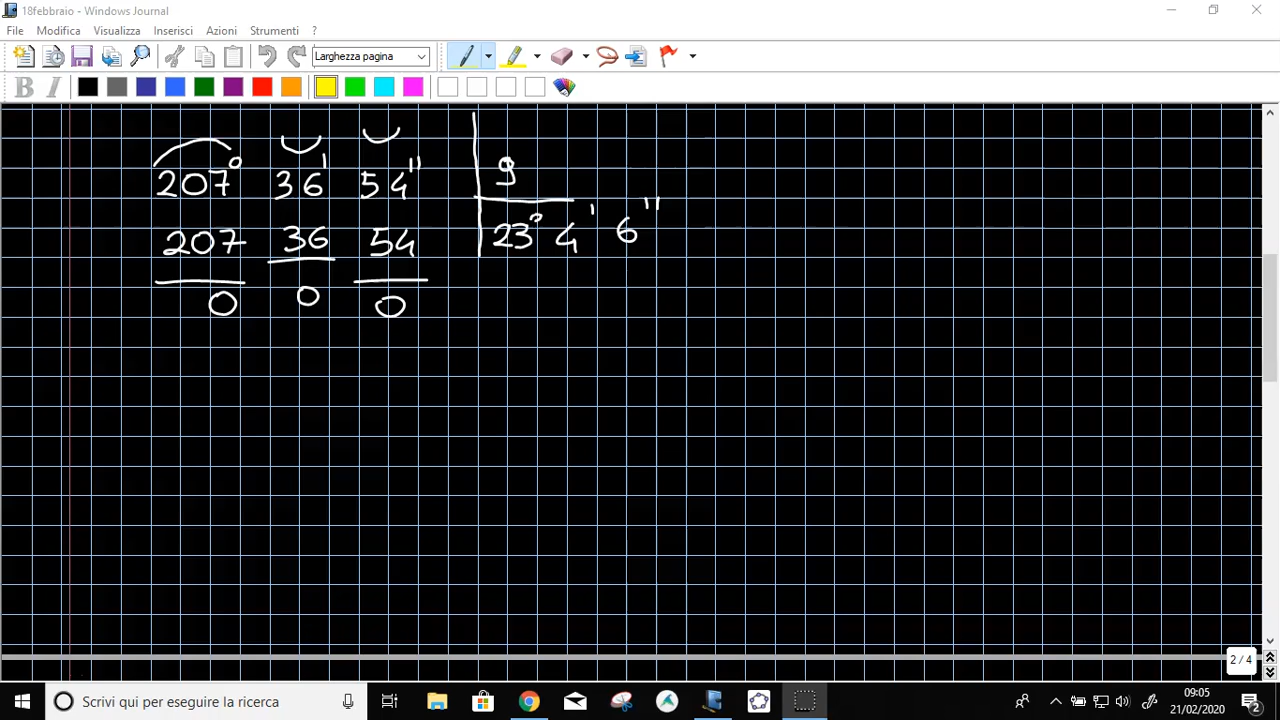 18febbraio - Windows Journal
File Modifica Visualizza Inserisci Azioni Strumenti ?
Larghezza pagina
B I
207° 36' 54" 9
207 36 54 23° 4' 6"
0 0 0
2 / 4
Scrivi qui per eseguire la ricerca
09:05
21/02/2020
2